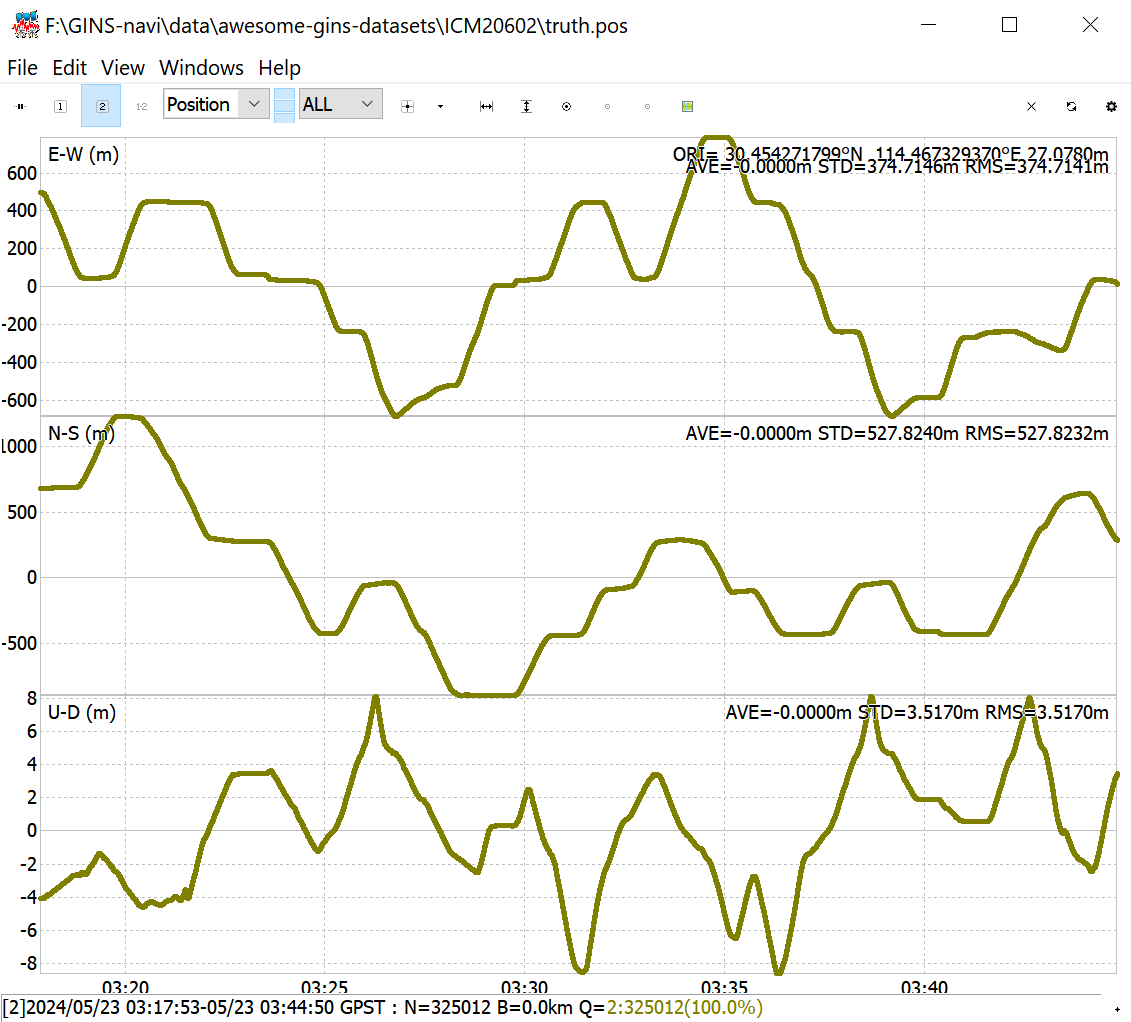 F:\GINS-navi\data\awesome-gins-datasets\ICM20602\truth.pos
File Edit View Windows Help
1 2 1-2 Position ALL
E-W (m)
ORI= 30.454271799°N 114.467329370°E 27.0780m
AVE=-0.0000m STD=374.7146m RMS=374.7141m
600
400
200
0
-200
-400
-600
N-S (m)
AVE=-0.0000m STD=527.8240m RMS=527.8232m
1000
500
0
-500
U-D (m)
AVE=-0.0000m STD=3.5170m RMS=3.5170m
8
6
4
2
0
-2
-4
-6
-8
03:20 03:25 03:30 03:35 03:40
[2]2024/05/23 03:17:53-05/23 03:44:50 GPST : N=325012 B=0.0km Q=2:325012(100.0%)